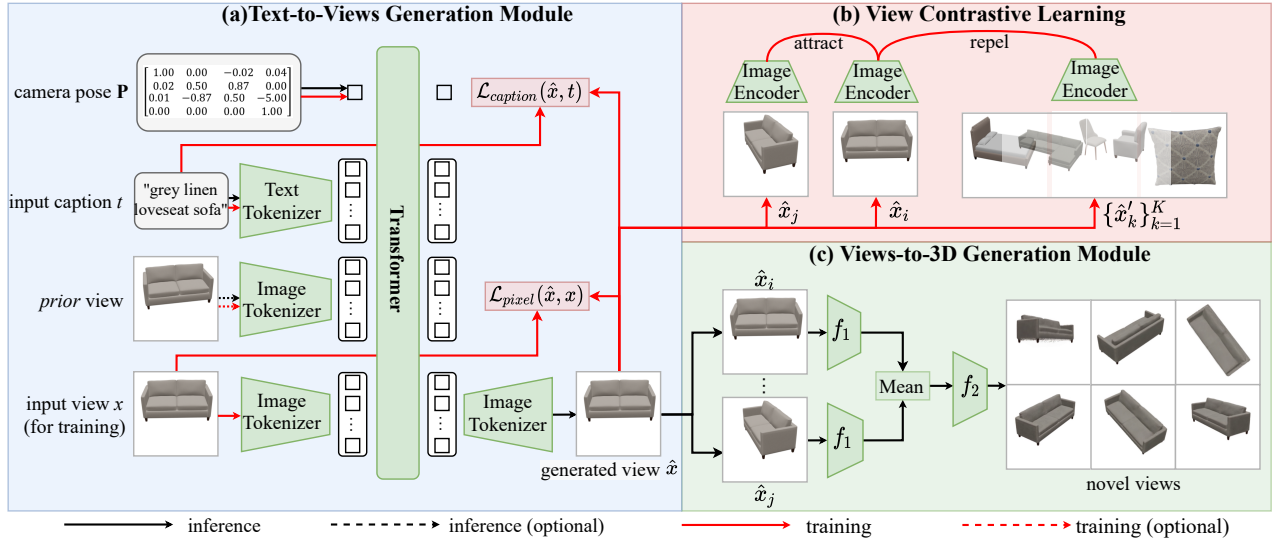 (a)Text-to-Views Generation Module
camera pose P
1.00 0.00 −0.02 0.04
0.02 0.50 0.87 0.00
0.01 −0.87 0.50 −5.00
0.00 0.00 0.00 1.00
input caption t
"grey linen
loveseat sofa"
Text
Tokenizer
prior view
Image
Tokenizer
input view x
(for training)
Image
Tokenizer
Transformer
ℒcaption(x̂, t)
ℒpixel(x̂, x)
Image
Tokenizer
generated view x̂
(b) View Contrastive Learning
attract
repel
Image
Encoder
Image
Encoder
Image
Encoder
x̂j
x̂i
{x̂′k}ᴷk=1
(c) Views-to-3D Generation Module
x̂i
f1
⋮
Mean
f2
f1
x̂j
novel views
inference
inference (optional)
training
training (optional)